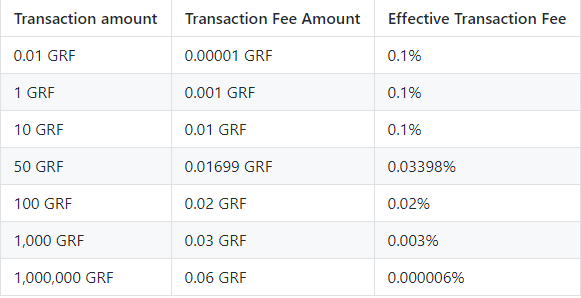 Transaction amount Transaction Fee Amount Effective Transaction Fee
0.01 GRF 0.00001 GRF 0.1%
1 GRF 0.001 GRF 0.1%
10 GRF 0.01 GRF 0.1%
50 GRF 0.01699 GRF 0.03398%
100 GRF 0.02 GRF 0.02%
1,000 GRF 0.03 GRF 0.003%
1,000,000 GRF 0.06 GRF 0.000006%